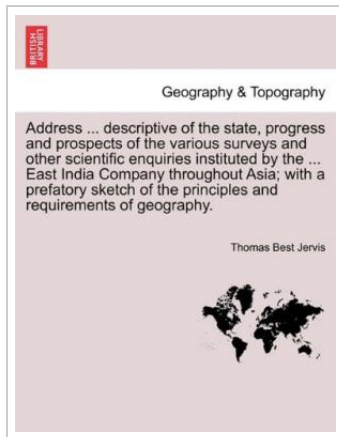 BRITISH
LIBRARY
Geography & Topography
Address ... descriptive of the state, progress
and prospects of the various surveys and
other scientific enquiries instituted by the ...
East India Company throughout Asia; with a
prefatory sketch of the principles and
requirements of geography.
Thomas Best Jervis